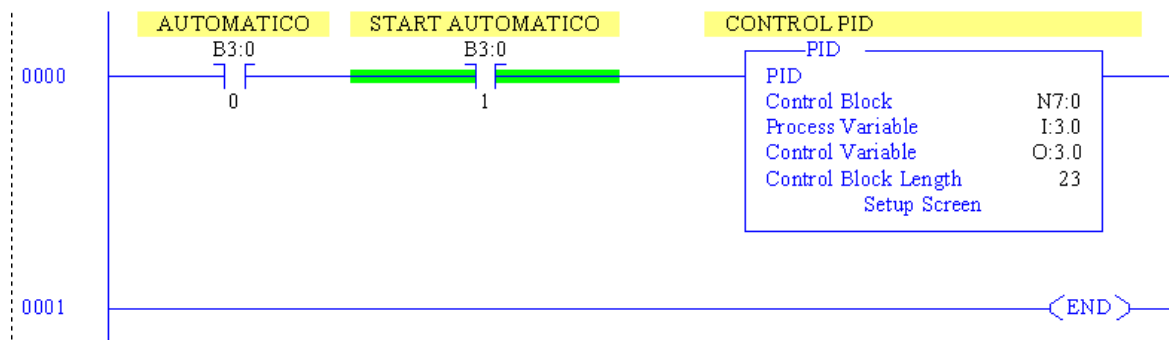 AUTOMATICO START AUTOMATICO CONTROL PID
B3:0 B3:0 PID
0000 PID
0 1 Control Block N7:0
Process Variable I:3.0
Control Variable O:3.0
Control Block Length 23
Setup Screen
0001 END